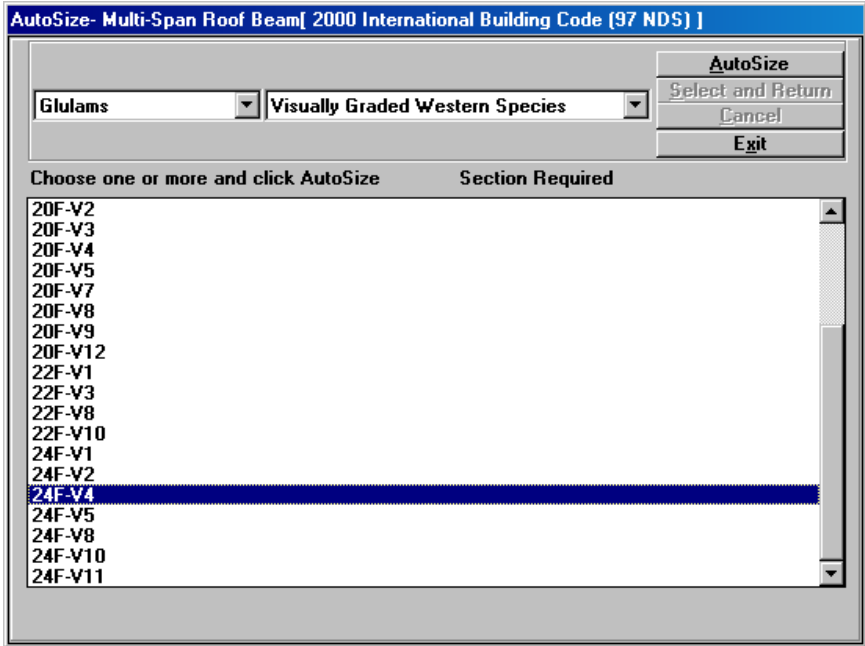 AutoSize- Multi-Span Roof Beam[ 2000 International Building Code (97 NDS) ]
AutoSize
Glulams Visually Graded Western Species
Select and Return
Cancel
Exit
Choose one or more and click AutoSize Section Required
20F-V2
20F-V3
20F-V4
20F-V5
20F-V7
20F-V8
20F-V9
20F-V12
22F-V1
22F-V3
22F-V8
22F-V10
24F-V1
24F-V2
24F-V4
24F-V5
24F-V8
24F-V10
24F-V11